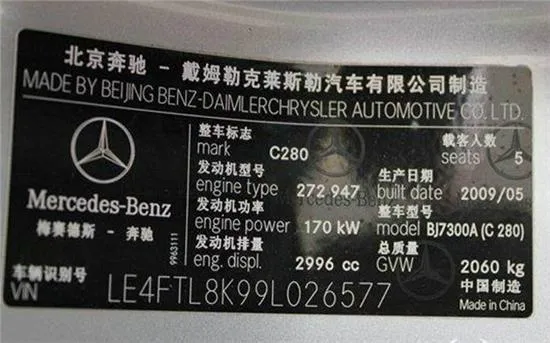 北京奔驰 - 戴姆勒克莱斯勒汽车有限公司制造
MADE BY BEIJING BENZ-DAIMLERCHRYSLER AUTOMOTIVE CO. LTD.
整车标志 载客人数
mark C280 seats 5
发动机型号 生产日期
engine type 272 947 built date 2009/05
Mercedes-Benz
发动机功率 整车型号
engine power 170 kW model BJ7300A (C 280)
梅赛德斯 - 奔驰
发动机排量 总质量
eng. displ. 2996 cc GVW 2060 kg
9963111
车辆识别号 中国制造
VIN LE4FTL8K99L026577 Made in China